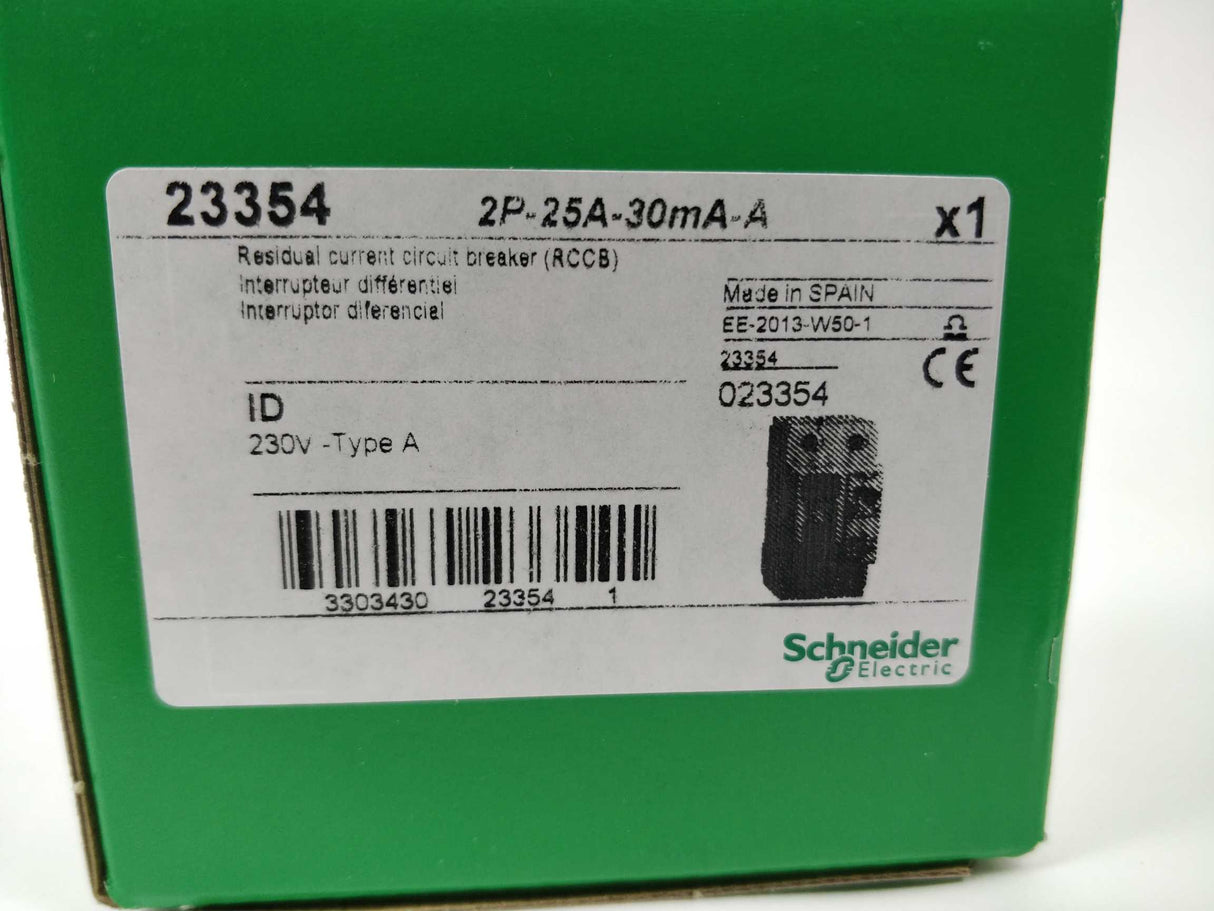 23354 2P-25A-30mA-A x1
Residual current circuit breaker (RCCB)
Interrupteur différentiel
Interruptor diferencial
Made in SPAIN
EE-2013-W50-1
23354
023354
CE
ID
230V -Type A
3303430 23354 1
Schneider
Electric